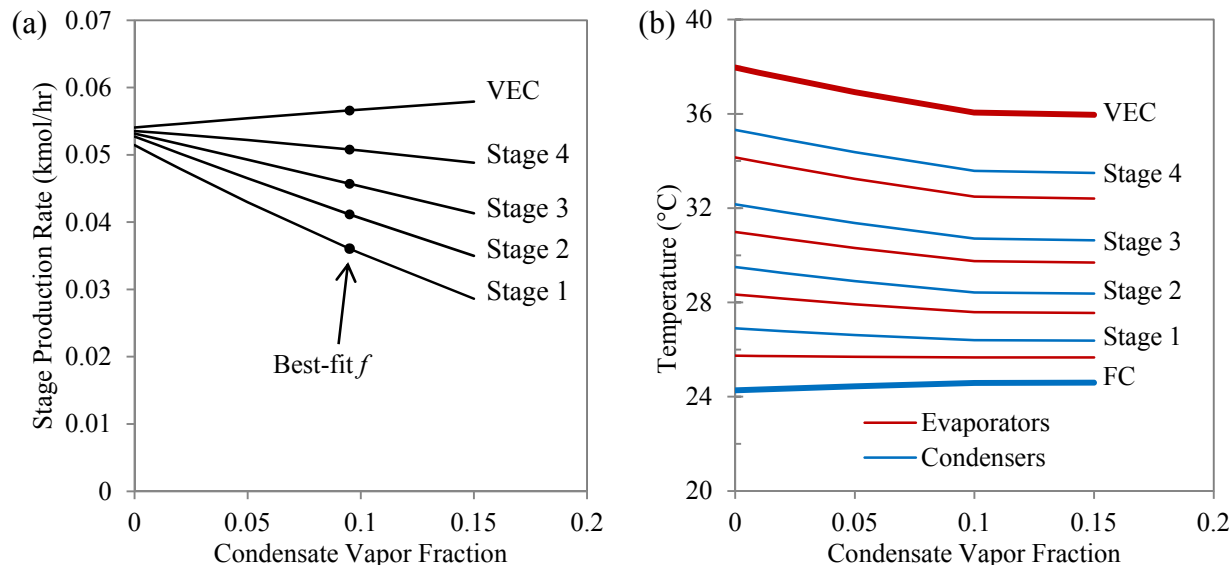 (a)
Stage Production Rate (kmol/hr)
0.07
0.06
0.05
0.04
0.03
0.02
0.01
0
VEC
Stage 4
Stage 3
Stage 2
Stage 1
Best-fit f
0 0.05 0.1 0.15 0.2
Condensate Vapor Fraction
(b)
Temperature (°C)
40
36
32
28
24
20
VEC
Stage 4
Stage 3
Stage 2
Stage 1
FC
Evaporators
Condensers
0 0.05 0.1 0.15 0.2
Condensate Vapor Fraction